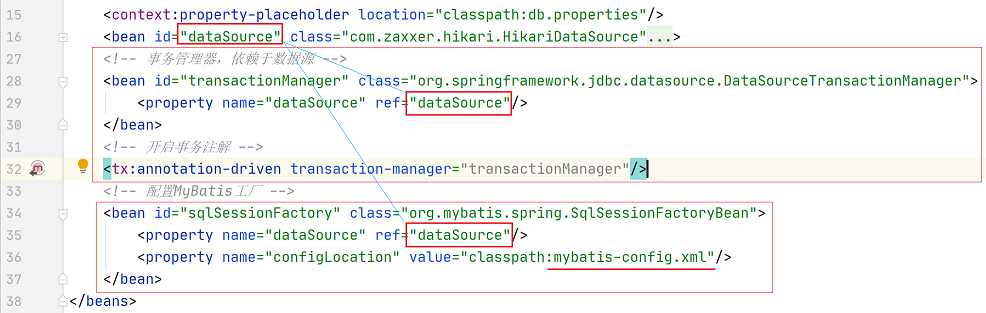 15 <context:property-placeholder location="classpath:db.properties"/>
16 <bean id="dataSource" class="com.zaxxer.hikari.HikariDataSource"...>
27 <!-- 事务管理器，依赖于数据源 -->
28 <bean id="transactionManager" class="org.springframework.jdbc.datasource.DataSourceTransactionManager">
29 <property name="dataSource" ref="dataSource"/>
30 </bean>
31 <!-- 开启事务注解 -->
32 <tx:annotation-driven transaction-manager="transactionManager"/>
33 <!-- 配置MyBatis工厂 -->
34 <bean id="sqlSessionFactory" class="org.mybatis.spring.SqlSessionFactoryBean">
35 <property name="dataSource" ref="dataSource"/>
36 <property name="configLocation" value="classpath:mybatis-config.xml"/>
37 </bean>
38 </beans>